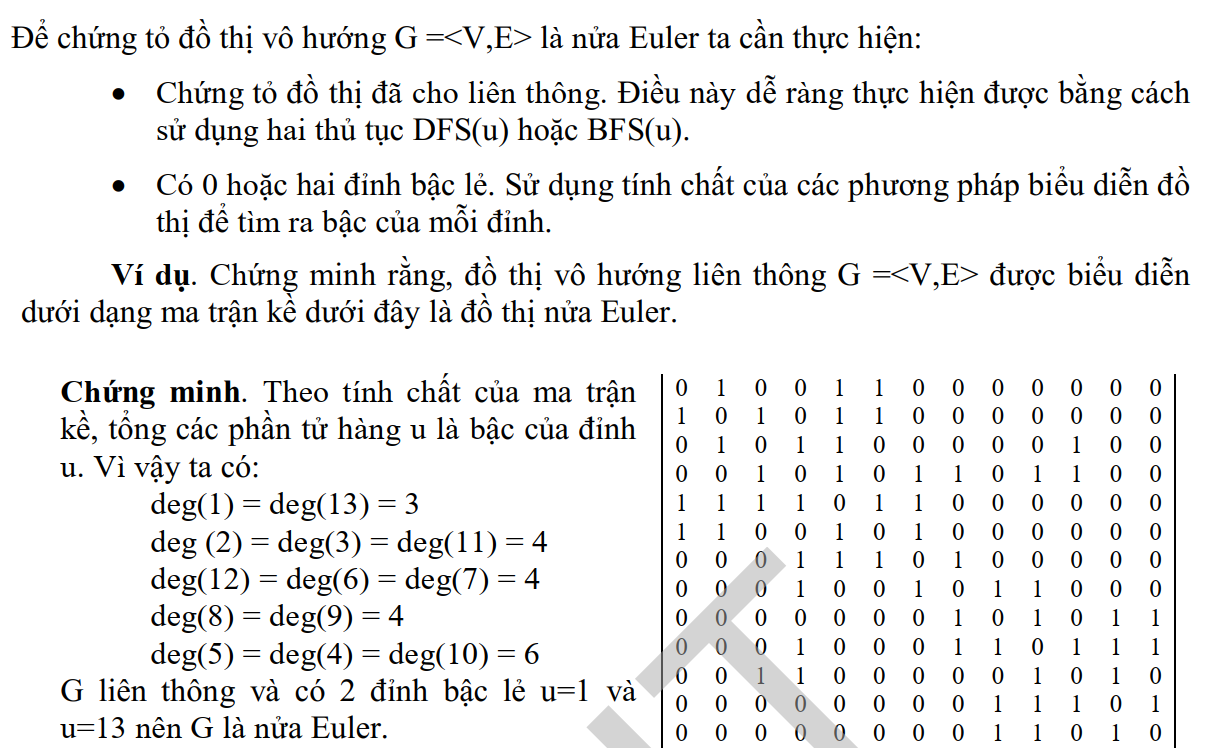 Để chứng tỏ đồ thị vô hướng G =<V,E> là nửa Euler ta cần thực hiện:
• Chứng tỏ đồ thị đã cho liên thông. Điều này dễ ràng thực hiện được bằng cách
sử dụng hai thủ tục DFS(u) hoặc BFS(u).
• Có 0 hoặc hai đỉnh bậc lẻ. Sử dụng tính chất của các phương pháp biểu diễn đồ
thị để tìm ra bậc của mỗi đỉnh.
Ví dụ. Chứng minh rằng, đồ thị vô hướng liên thông G =<V,E> được biểu diễn
dưới dạng ma trận kề dưới đây là đồ thị nửa Euler.
Chứng minh. Theo tính chất của ma trận
kề, tổng các phần tử hàng u là bậc của đỉnh
u. Vì vậy ta có:
deg(1) = deg(13) = 3
deg (2) = deg(3) = deg(11) = 4
deg(12) = deg(6) = deg(7) = 4
deg(8) = deg(9) = 4
deg(5) = deg(4) = deg(10) = 6
G liên thông và có 2 đỉnh bậc lẻ u=1 và
u=13 nên G là nửa Euler.
0 1 0 0 1 1 0 0 0 0 0 0 0
1 0 1 0 1 1 0 0 0 0 0 0 0
0 1 0 1 1 0 0 0 0 0 1 0 0
0 0 1 0 1 0 1 1 0 1 1 0 0
1 1 1 1 0 1 1 0 0 0 0 0 0
1 1 0 0 1 0 1 0 0 0 0 0 0
0 0 0 1 1 1 0 1 0 0 0 0 0
0 0 0 1 0 0 1 0 1 1 0 0 0
0 0 0 0 0 0 0 1 0 1 0 1 1
0 0 0 1 0 0 0 1 1 0 1 1 1
0 0 1 1 0 0 0 0 0 1 0 1 0
0 0 0 0 0 0 0 0 1 1 1 0 1
0 0 0 0 0 0 0 0 1 1 0 1 0